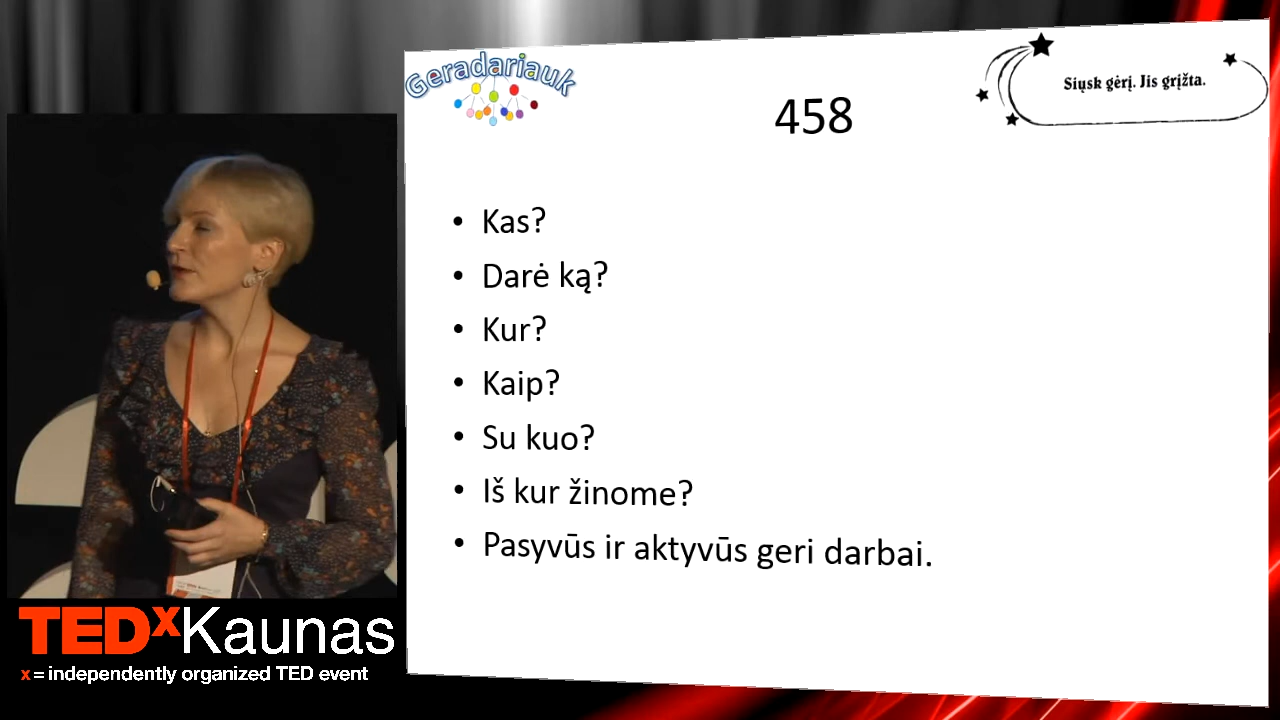 Geradariauk
Siųsk gėrį. Jis grįžta.
458
• Kas?
• Darė ką?
• Kur?
• Kaip?
• Su kuo?
• Iš kur žinome?
• Pasyvūs ir aktyvūs geri darbai.
TEDxKaunas
x = independently organized TED event